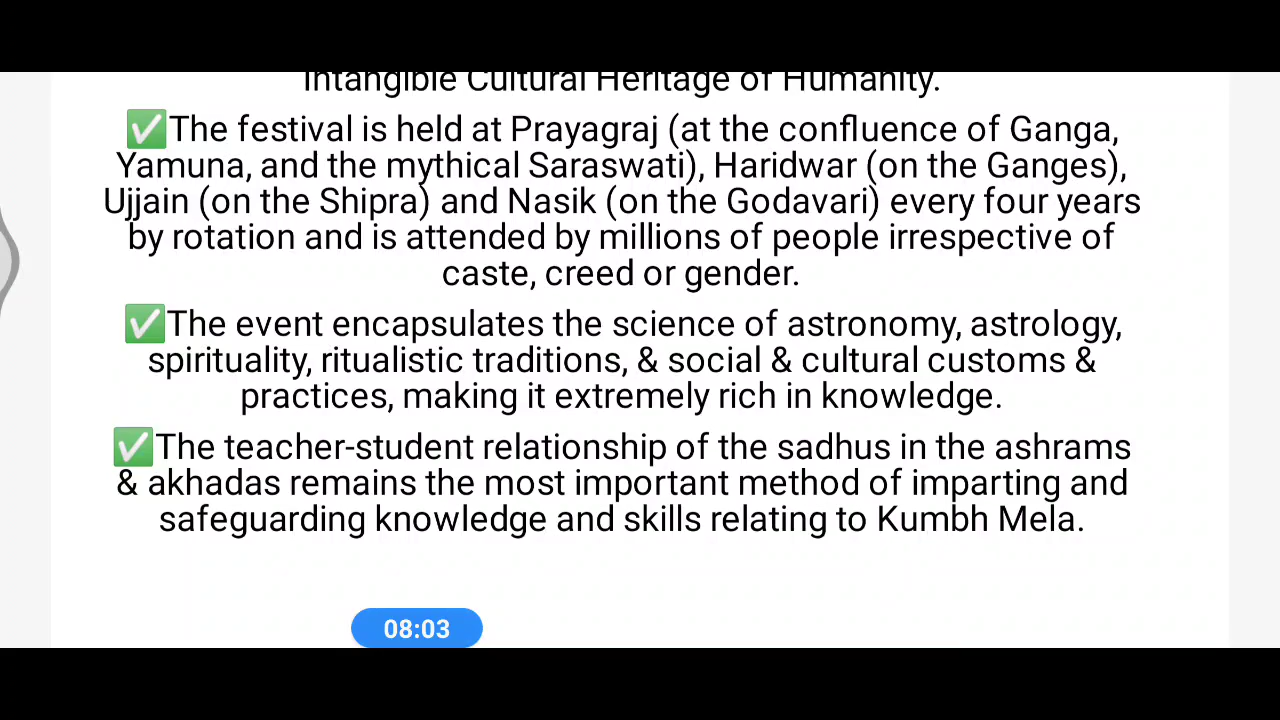 Intangible Cultural Heritage of Humanity.
✅The festival is held at Prayagraj (at the confluence of Ganga,
Yamuna, and the mythical Saraswati), Haridwar (on the Ganges),
Ujjain (on the Shipra) and Nasik (on the Godavari) every four years
by rotation and is attended by millions of people irrespective of
caste, creed or gender.
✅The event encapsulates the science of astronomy, astrology,
spirituality, ritualistic traditions, & social & cultural customs &
practices, making it extremely rich in knowledge.
✅The teacher-student relationship of the sadhus in the ashrams
& akhadas remains the most important method of imparting and
safeguarding knowledge and skills relating to Kumbh Mela.
08:03